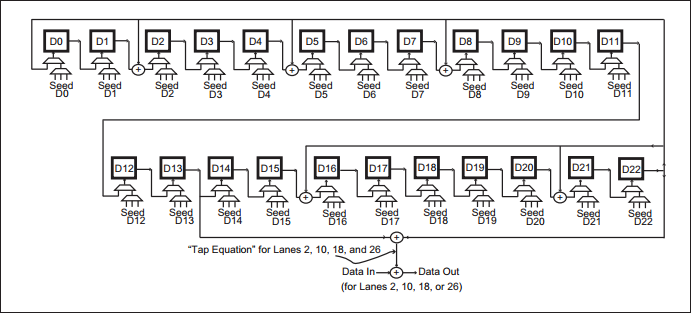 D0 D1 D2 D3 D4 D5 D6 D7 D8 D9 D10 D11
+ + +
Seed Seed Seed Seed Seed Seed Seed Seed Seed Seed Seed Seed
D0 D1 D2 D3 D4 D5 D6 D7 D8 D9 D10 D11
D12 D13 D14 D15 D16 D17 D18 D19 D20 D21 D22
+ +
Seed Seed Seed Seed Seed Seed Seed Seed Seed Seed Seed
D12 D13 D14 D15 D16 D17 D18 D19 D20 D21 D22
+
“Tap Equation” for Lanes 2, 10, 18, and 26
Data In + Data Out
(for Lanes 2, 10, 18, or 26)